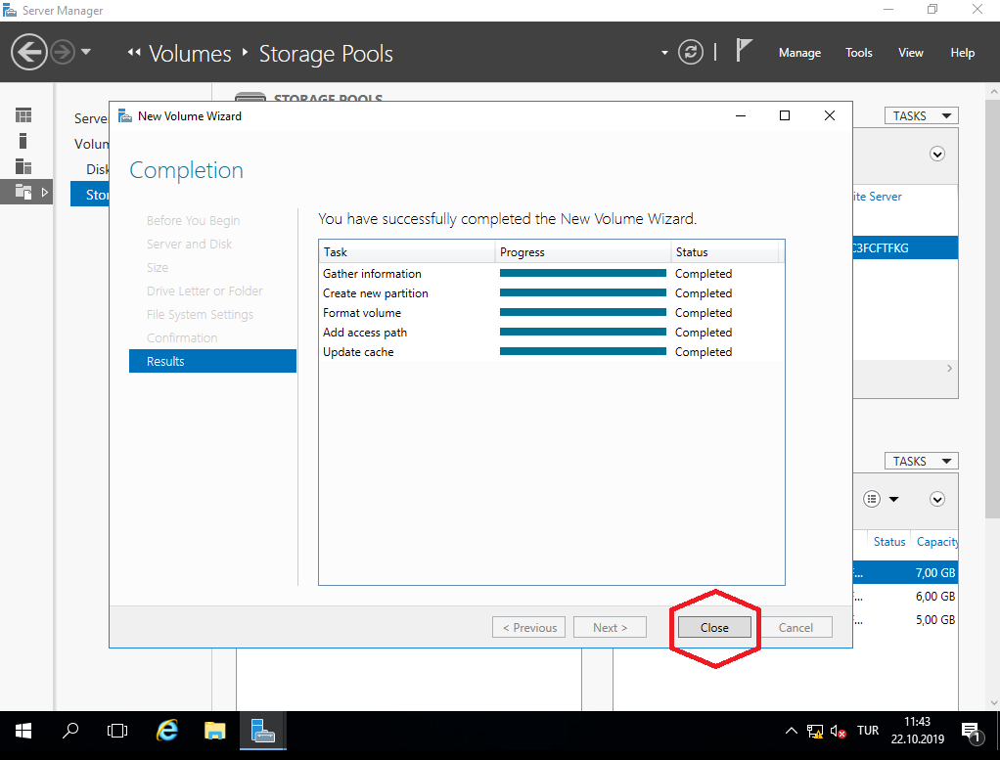 Server Manager
Volumes Storage Pools
Manage Tools View Help
STORAGE POOLS
TASKS
Serve
Volum
Disk
Stor
New Volume Wizard
Completion
Before You Begin
Server and Disk
Size
Drive Letter or Folder
File System Settings
Confirmation
Results
You have successfully completed the New Volume Wizard.
Task Progress Status
Gather information Completed
Create new partition Completed
Format volume Completed
Add access path Completed
Update cache Completed
< Previous Next > Close Cancel
ite Server
C3FCFTFKG
TASKS
Status Capacity
F... 7,00 GB
F... 6,00 GB
F... 5,00 GB
TUR
11:43
22.10.2019
1